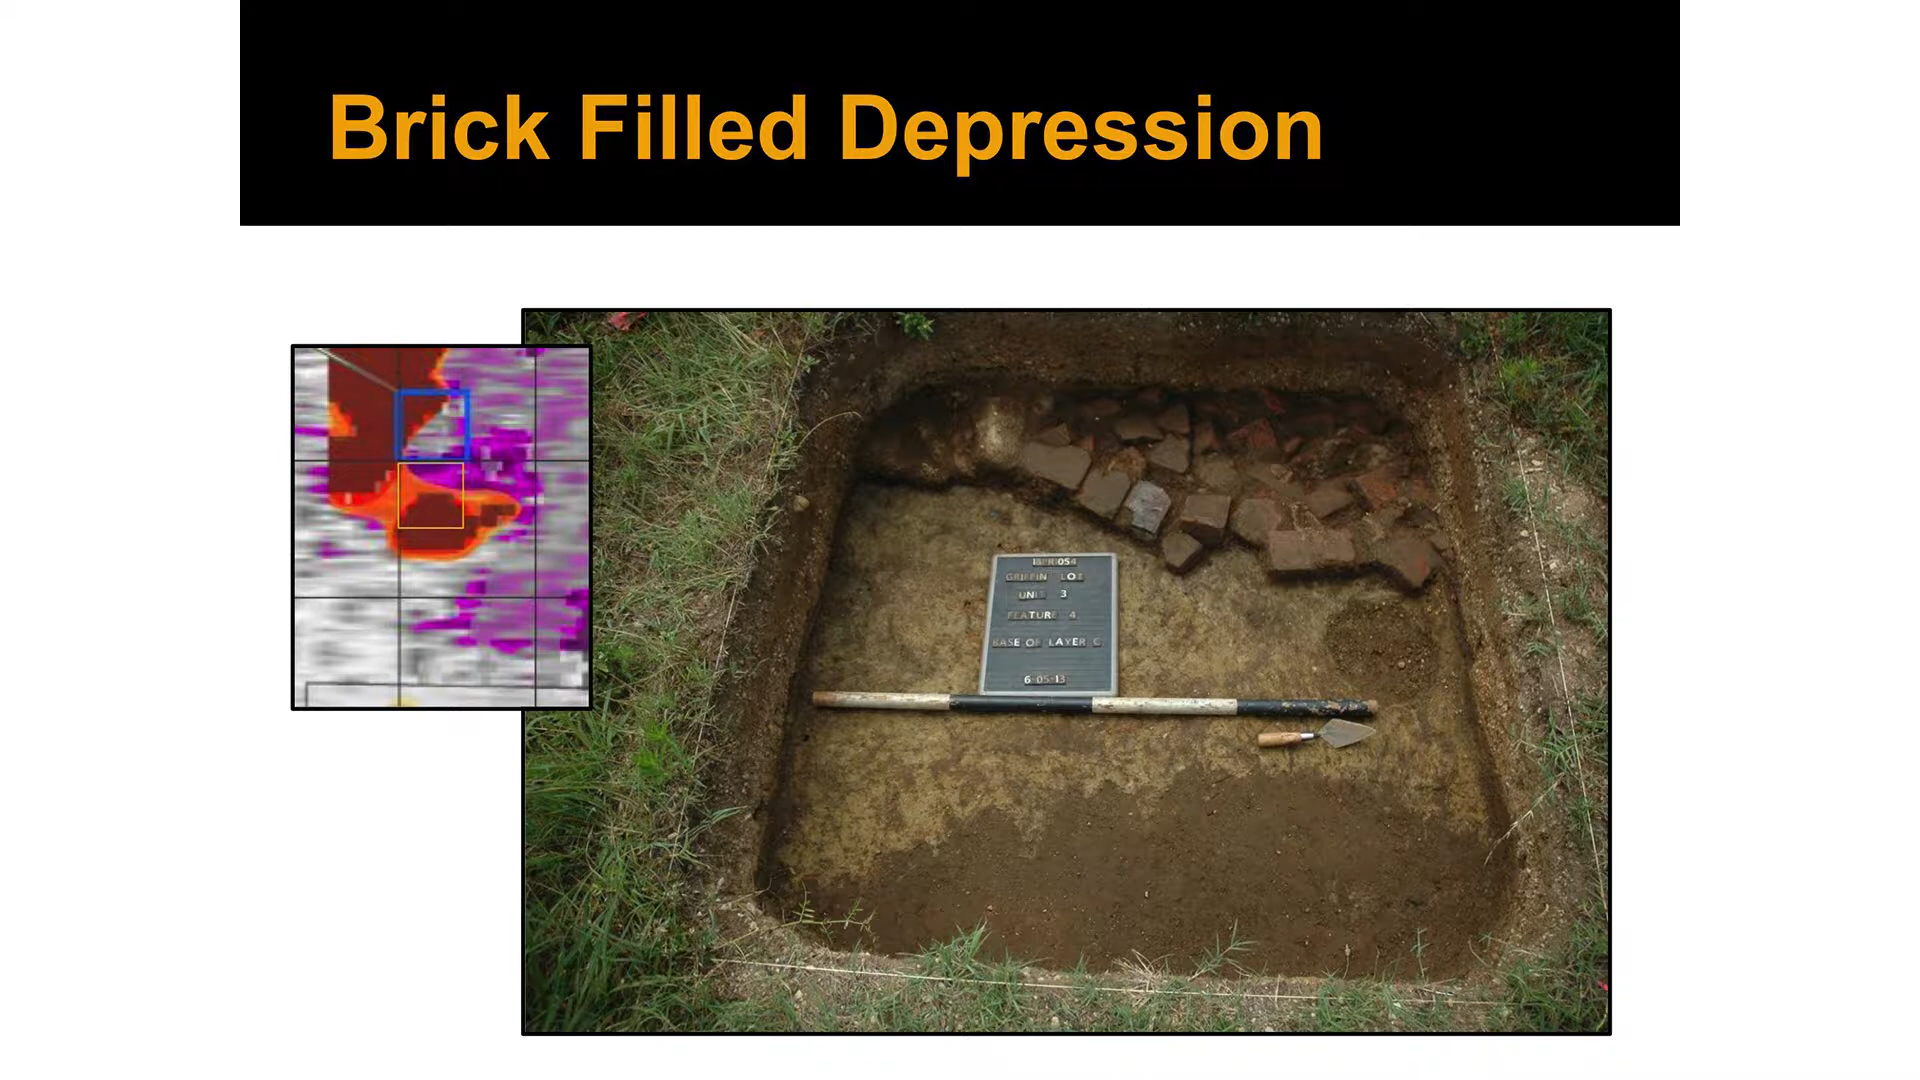 Brick Filled Depression
GRIFFIN LOT
UNIT 3
FEATURE 4
BASE OF LAYER C
6-05-13